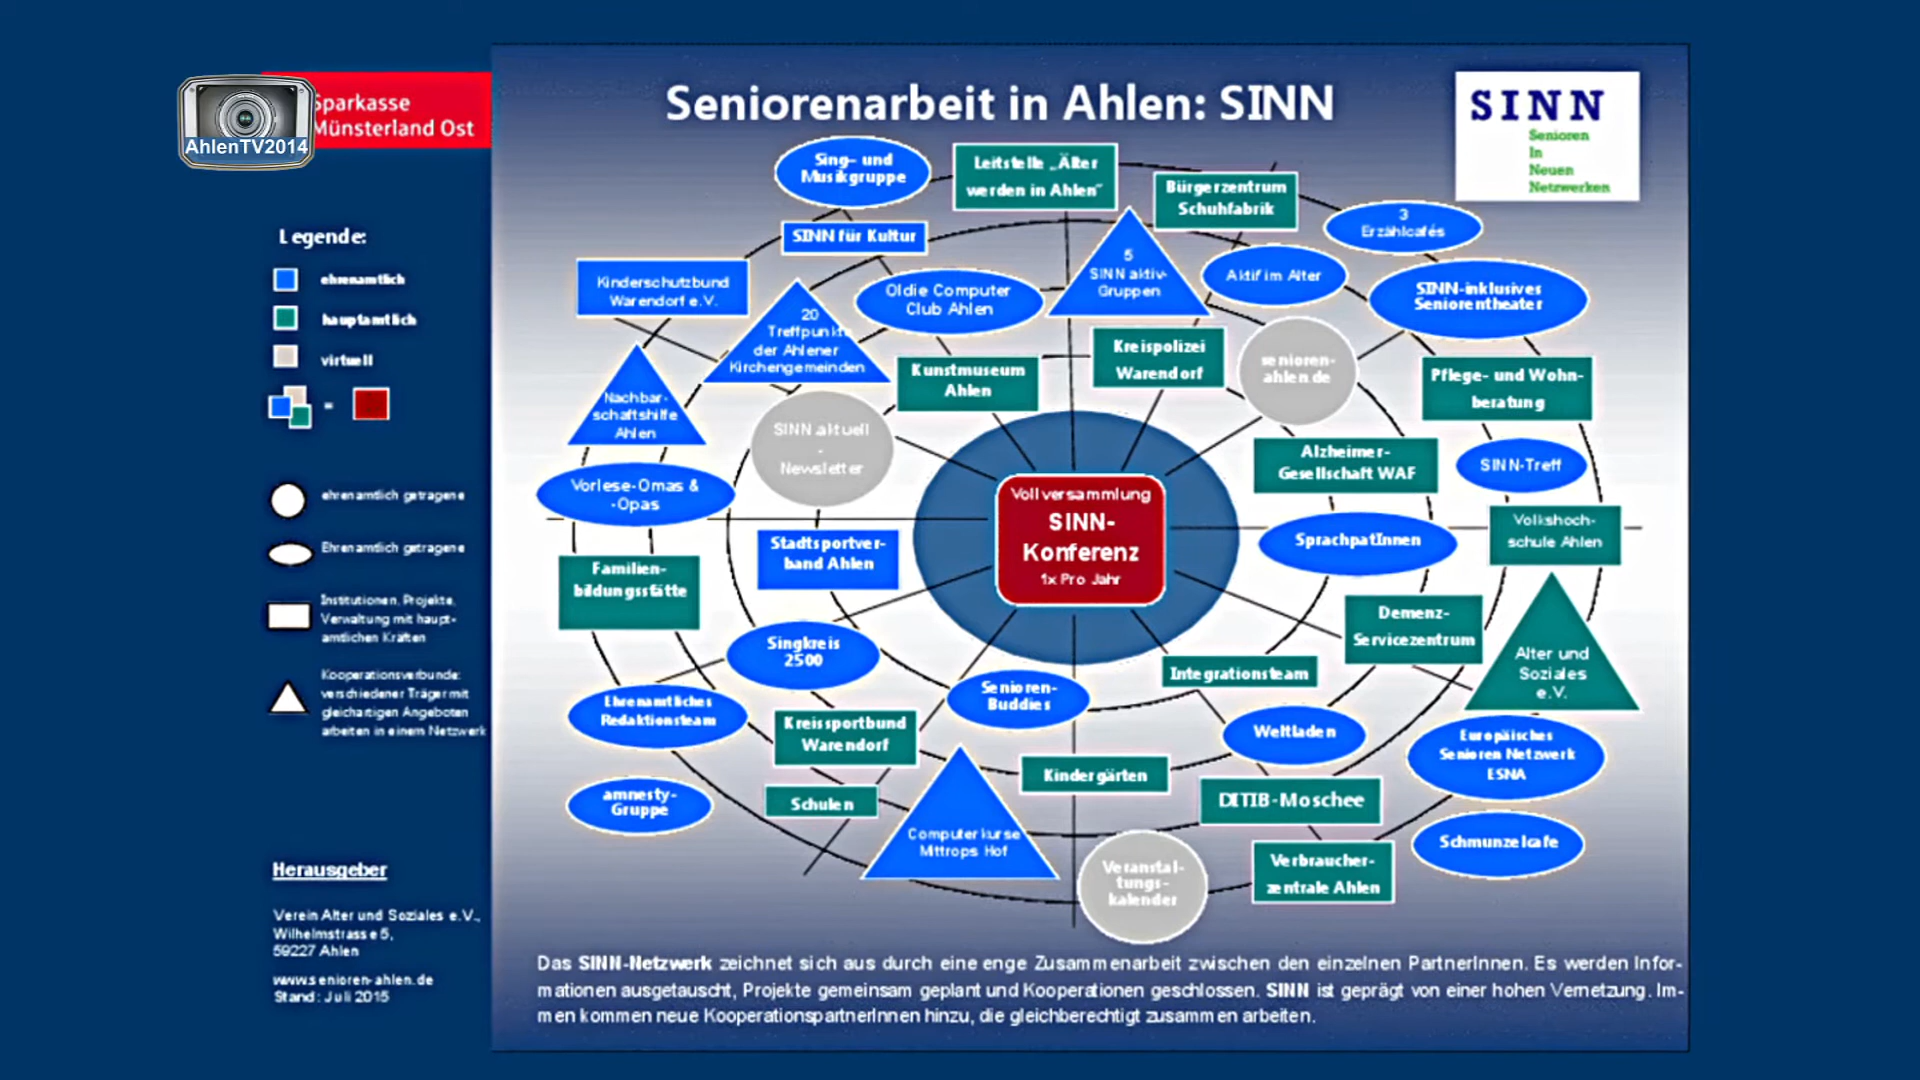 Sparkasse
Münsterland Ost
AhlenTV2014
Seniorenarbeit in Ahlen: SINN
SINN
Senioren
In
Neuen
Netzwerken
Legende:
ehrenamtlich
hauptamtlich
virtuell
=
ehrenamtlich getragene
Ehrenamtlich getragene
Institutionen, Projekte,
Verwaltung mit haupt-
amtlichen Kräften
Kooperationsverbunde:
verschiedener Träger mit
gleichartigen Angeboten
arbeiten in einem Netzwerk
Herausgeber
Verein Alter und Soziales e.V.,
Wilhelmstrasse 5,
59227 Ahlen
www.senioren-ahlen.de
Stand: Juli 2015
Sing- und
Musikgruppe
Leitstelle „Älter
werden in Ahlen“
Bürgerzentrum
Schuhfabrik
3
Erzählcafés
SINN für Kultur
Kinderschutzbund
Warendorf e.V.
20
Treffpunkte
der Ahlener
Kirchengemeinden
Oldie Computer
Club Ahlen
5
SINN aktiv-
Gruppen
Aktif im Alter
SINN-inklusives
Seniorentheater
Nachbar-
schaftshilfe
Ahlen
Kunstmuseum
Ahlen
Kreispolizei
Warendorf
senioren-
ahlen.de
Pflege- und Wohn-
beratung
SINN aktuell
-
Newsletter
Alzheimer-
Gesellschaft WAF
SINN-Treff
Vorlese-Omas &
-Opas
Vollversammlung
SINN-
Konferenz
1x Pro Jahr
Stadtsportver-
band Ahlen
SprachpatInnen
Volkshoch-
schule Ahlen
Familien-
bildungsstätte
Demenz-
Servicezentrum
Singkreis
2500
Integrationsteam
Alter und
Soziales
e.V.
Ehrenamtliches
Redaktionsteam
Senioren-
Buddies
Kreissportbund
Warendorf
Weltladen
Europäisches
Senioren Netzwerk
ESNA
Kindergärten
amnesty-
Gruppe
Schulen
DITIB-Moschee
Computerkurse
Mittrops Hof
Schmunzelcafe
Veranstal-
tungs-
kalender
Verbraucher-
zentrale Ahlen
Das SINN-Netzwerk zeichnet sich aus durch eine enge Zusammenarbeit zwischen den einzelnen PartnerInnen. Es werden Infor-
mationen ausgetauscht, Projekte gemeinsam geplant und Kooperationen geschlossen. SINN ist geprägt von einer hohen Vernetzung. Im-
men kommen neue KooperationspartnerInnen hinzu, die gleichberechtigt zusammen arbeiten.